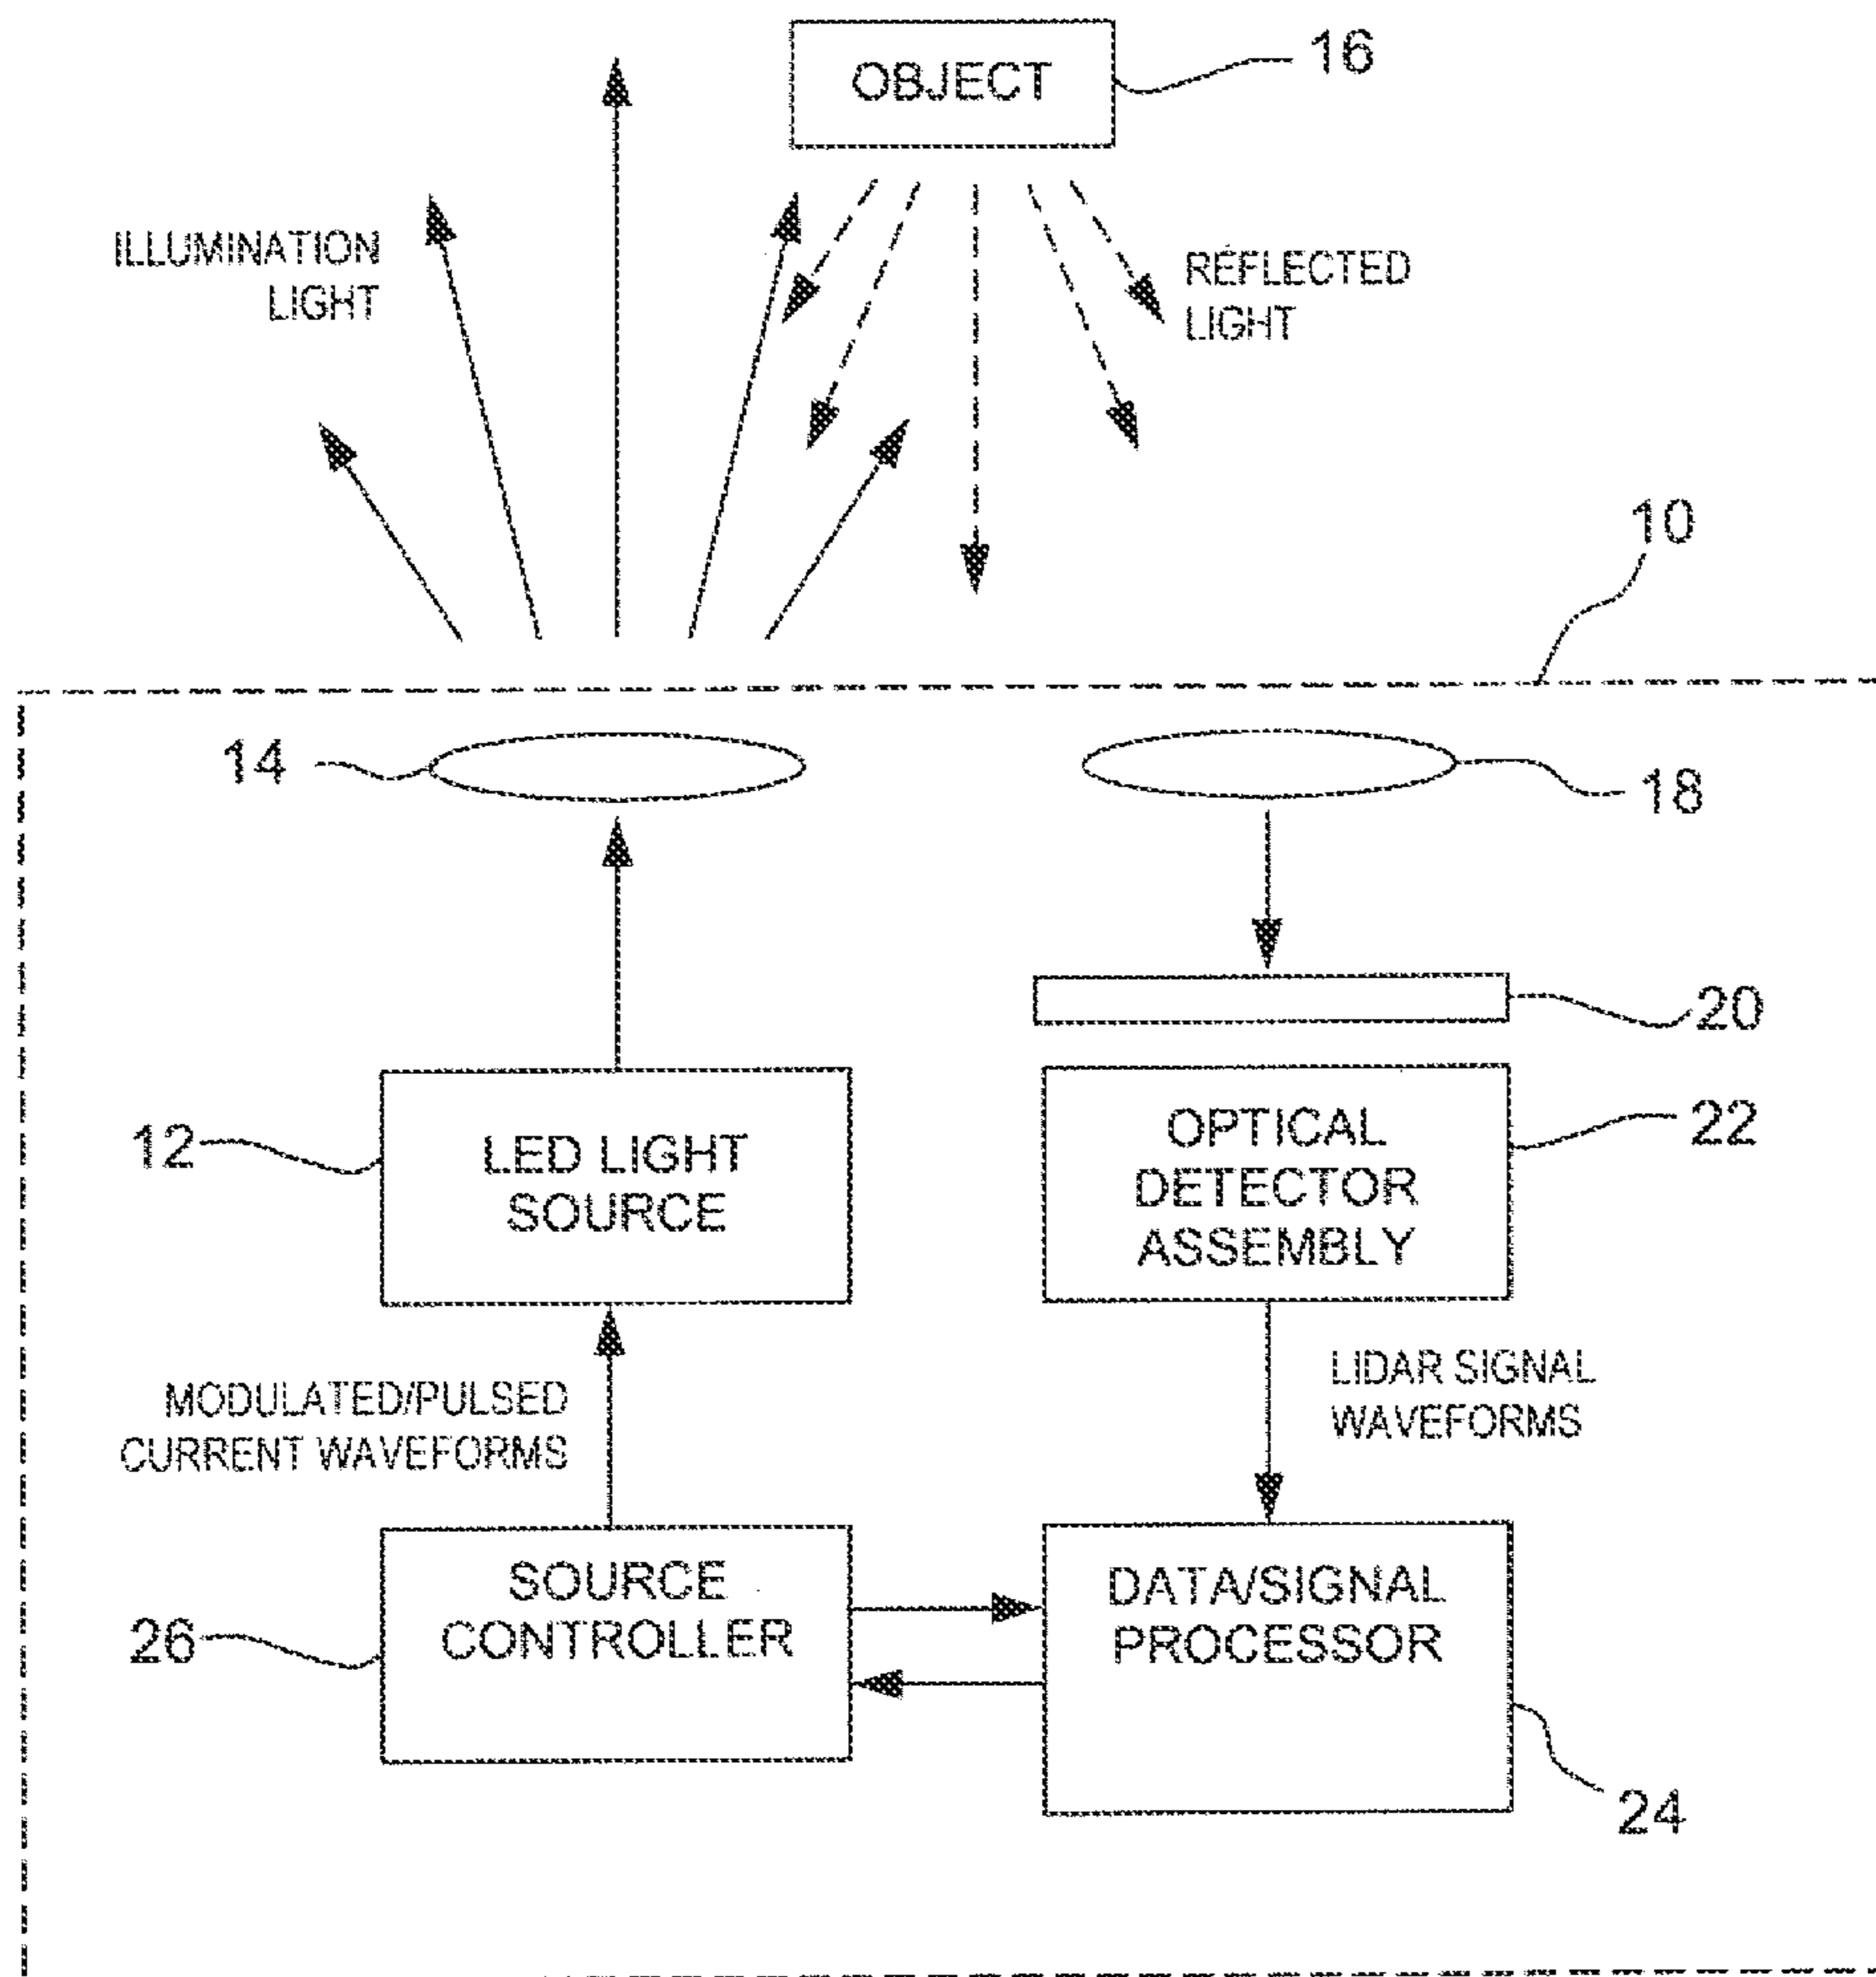 OBJECT
16
ILLUMINATION
LIGHT
REFLECTED
LIGHT
10
14
18
20
12
LED LIGHT
SOURCE
OPTICAL
DETECTOR
ASSEMBLY
22
MODULATED/PULSED
CURRENT WAVEFORMS
LIDAR SIGNAL
WAVEFORMS
26
SOURCE
CONTROLLER
DATA/SIGNAL
PROCESSOR
24